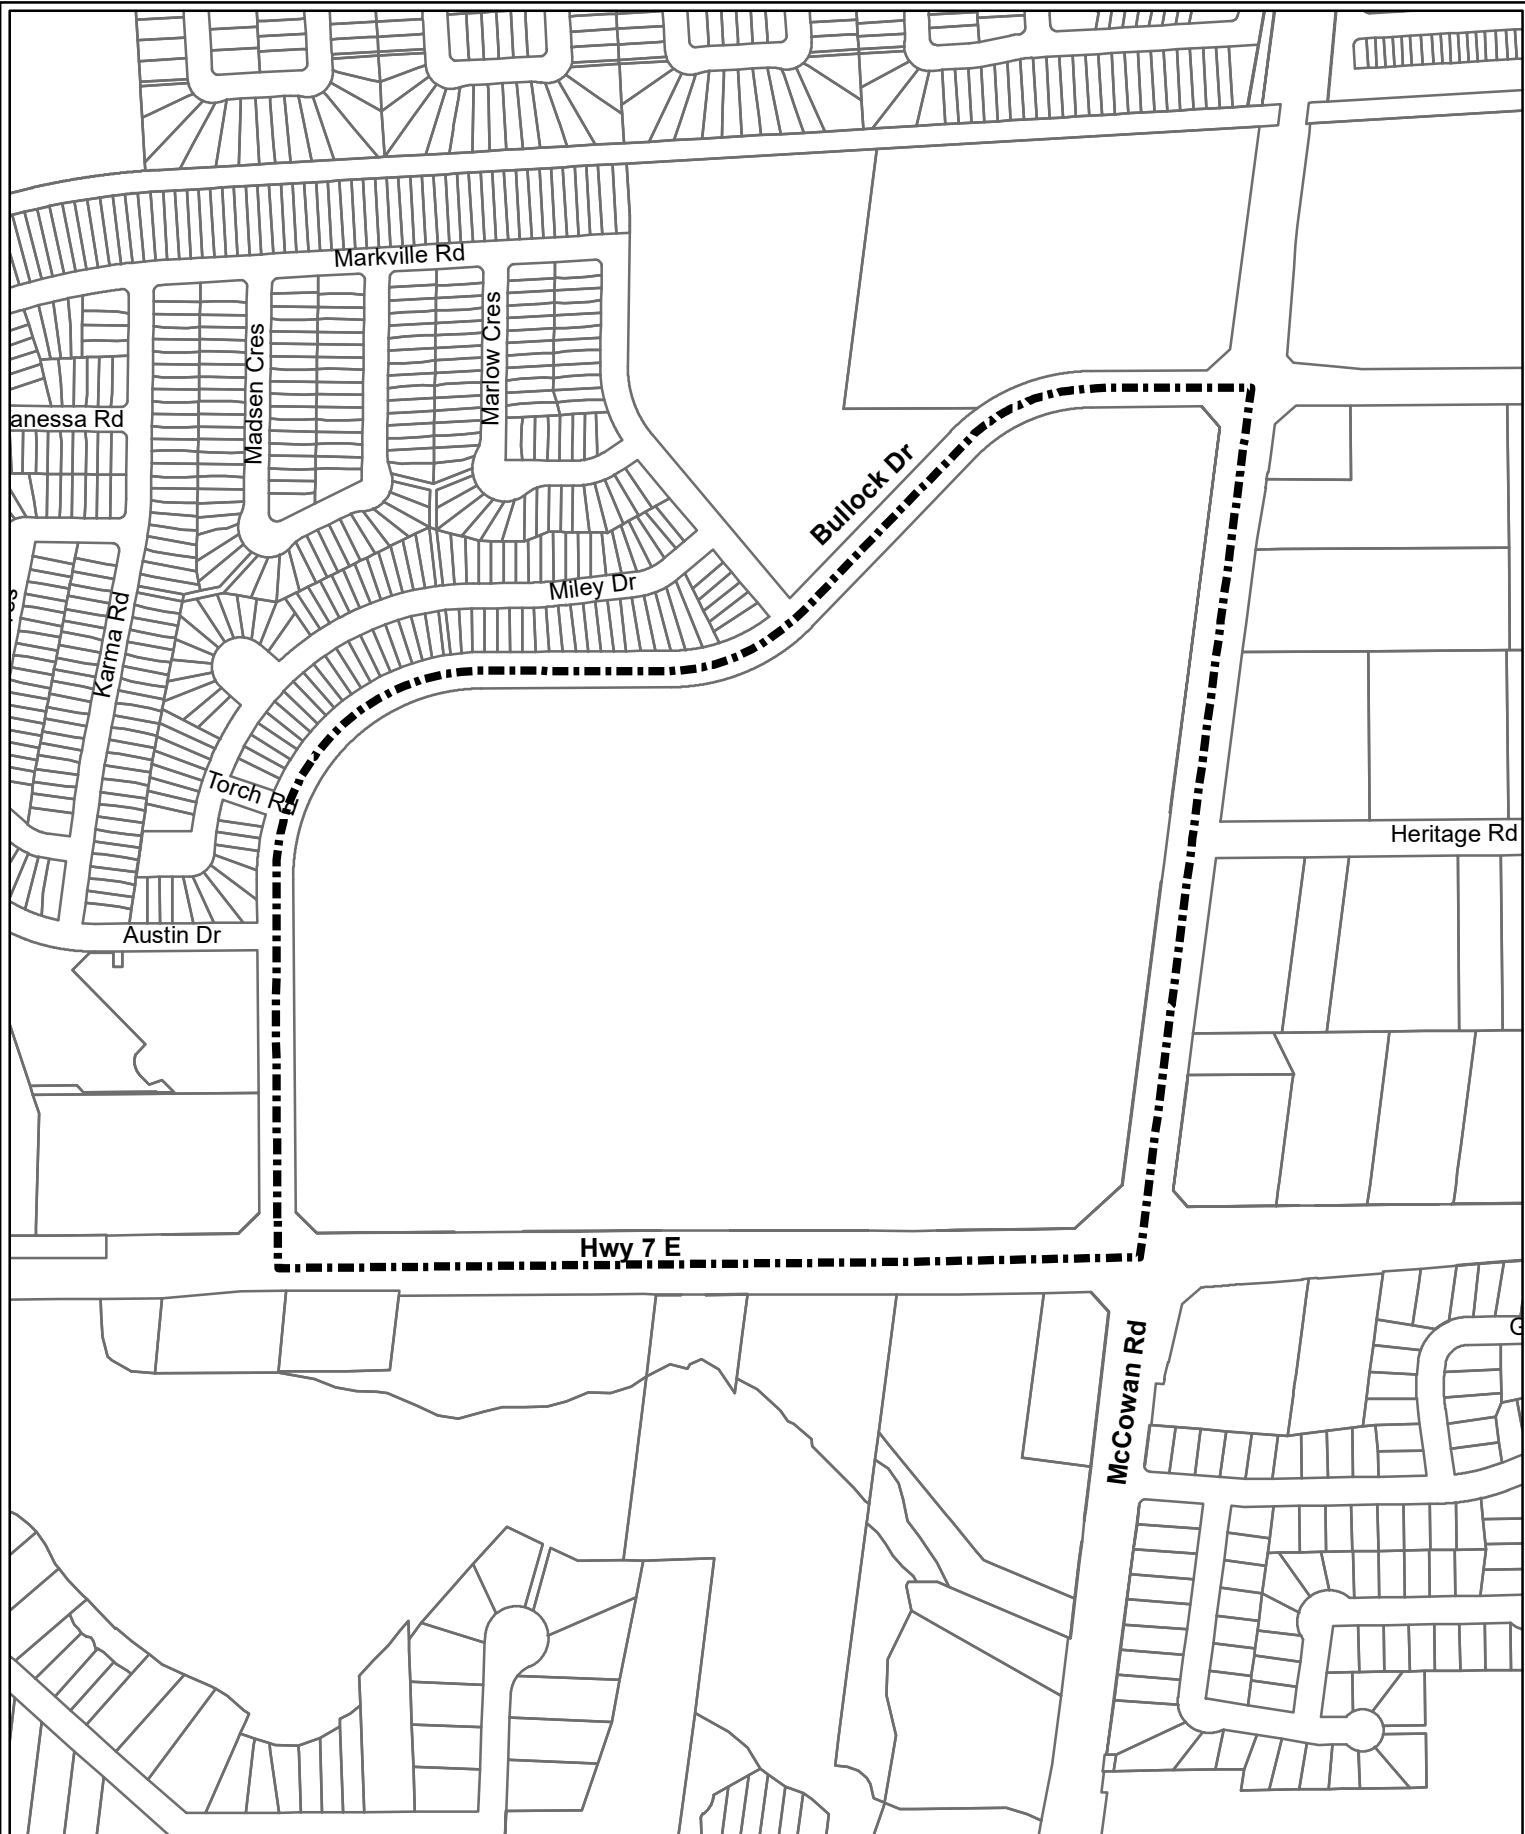 Markville Rd
Madsen Cres
Marlow Cres
anessa Rd
Bullock Dr
Miley Dr
Karma Rd
Torch Rd
Heritage Rd
Austin Dr
Hwy 7 E
McCowan Rd